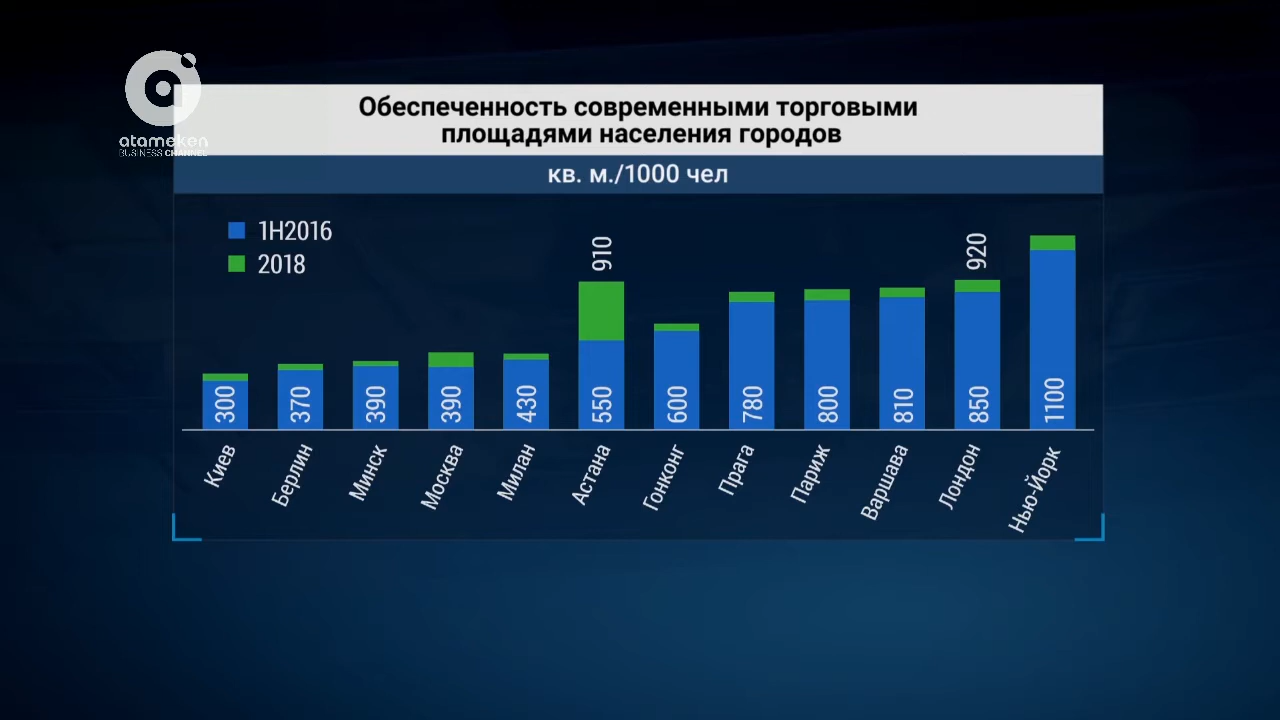 atameken
BUSINESS CHANNEL
Обеспеченность современными торговыми
площадями населения городов
кв. м./1000 чел
1H2016
2018
910
920
300
370
390
390
430
550
600
780
800
810
850
1100
Киев
Берлин
Минск
Москва
Милан
Астана
Гонконг
Прага
Париж
Варшава
Лондон
Нью-Йорк